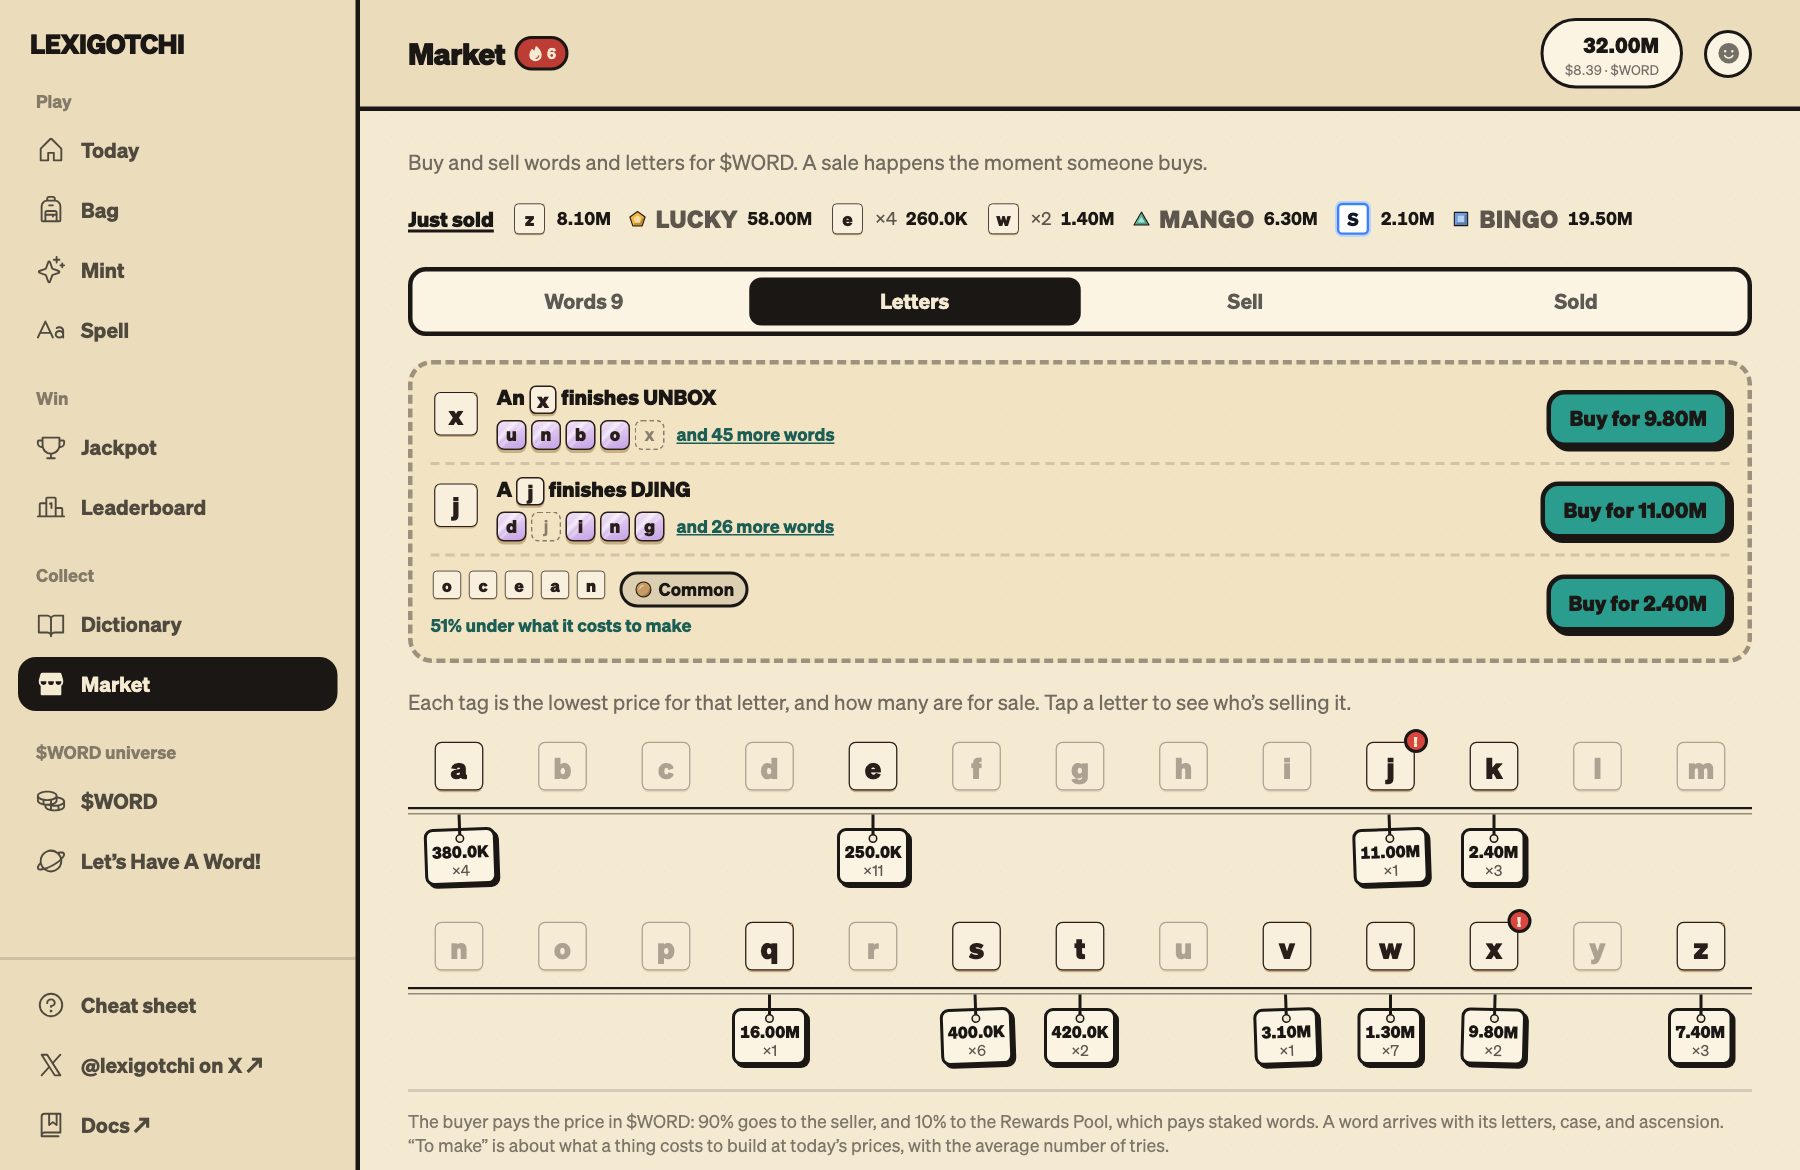 LEXIGOTCHI
Play
Today
Bag
Mint
Aa Spell
Win
Jackpot
Leaderboard
Collect
Dictionary
Market
$WORD universe
$WORD
Let's Have A Word!
? Cheat sheet
@lexigotchi on X ↗
Docs ↗
Market 6
32.00M
$8.39 · $WORD
Buy and sell words and letters for $WORD. A sale happens the moment someone buys.
Just sold z 8.10M LUCKY 58.00M e ×4 260.0K w ×2 1.40M MANGO 6.30M S 2.10M BINGO 19.50M
Words 9 Letters Sell Sold
x An x finishes UNBOX
u n b o x and 45 more words
Buy for 9.80M
j A j finishes DJING
d j i n g and 26 more words
Buy for 11.00M
o c e a n Common
51% under what it costs to make
Buy for 2.40M
Each tag is the lowest price for that letter, and how many are for sale. Tap a letter to see who's selling it.
a b c d e f g h i j ! k l m
380.0K 250.0K 11.00M 2.40M
×4 ×11 ×1 ×3
n o p q r s t u v w x ! y z
16.00M 400.0K 420.0K 3.10M 1.30M 9.80M 7.40M
×1 ×6 ×2 ×1 ×7 ×2 ×3
The buyer pays the price in $WORD: 90% goes to the seller, and 10% to the Rewards Pool, which pays staked words. A word arrives with its letters, case, and ascension.
“To make” is about what a thing costs to build at today’s prices, with the average number of tries.